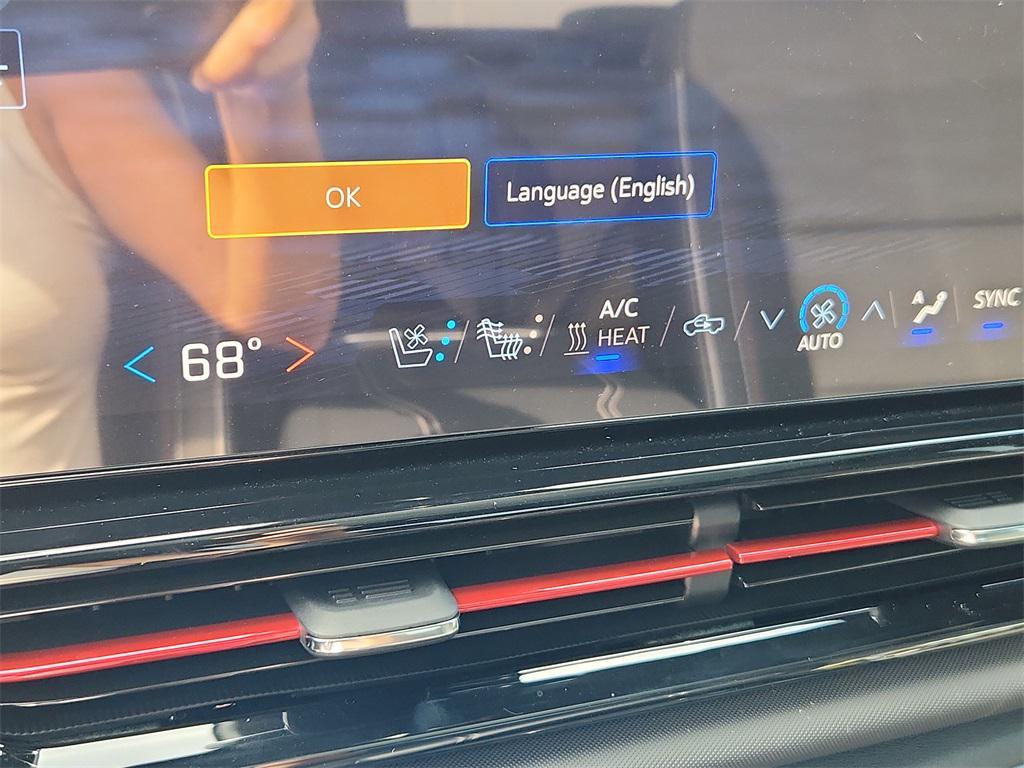 OK
Language (English)
68°
A/C
HEAT
AUTO
A
SYNC